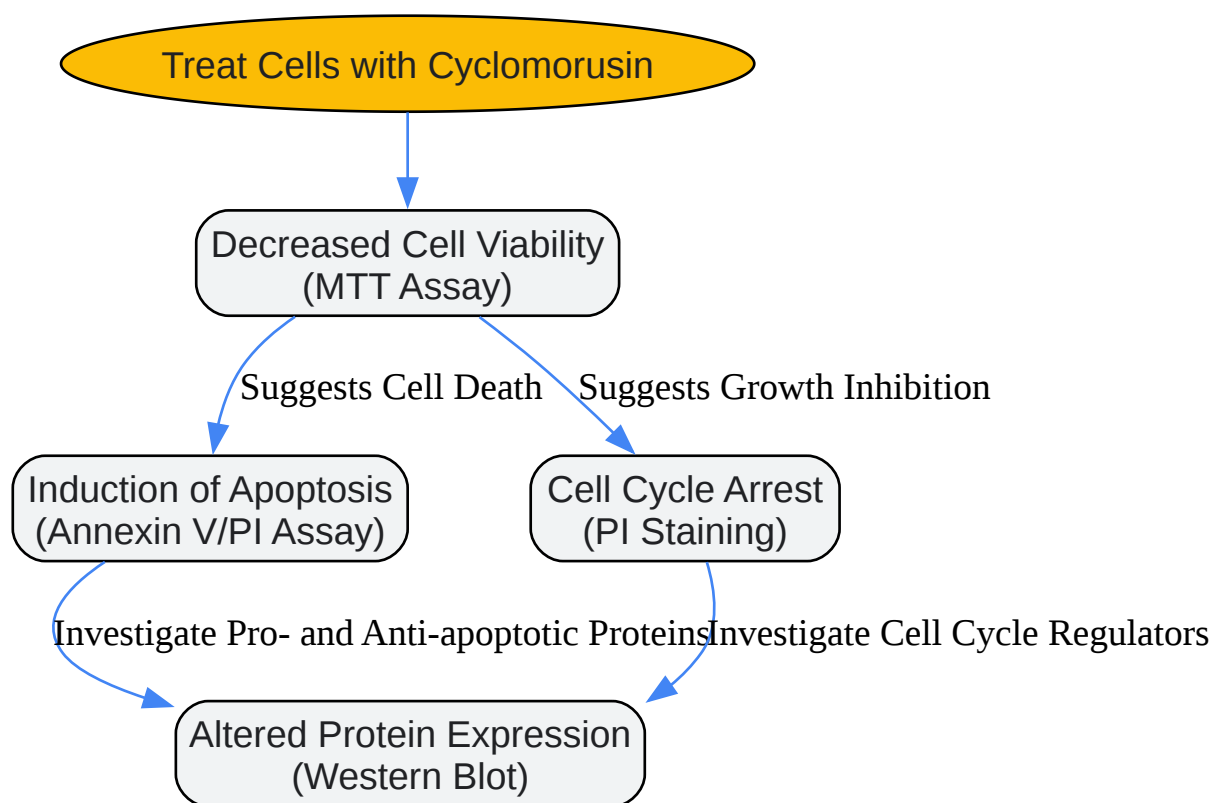 Treat Cells with Cyclomorusin
Decreased Cell Viability
(MTT Assay)
Suggests Cell Death
Suggests Growth Inhibition
Induction of Apoptosis
(Annexin V/PI Assay)
Cell Cycle Arrest
(PI Staining)
Investigate Pro- and Anti-apoptotic Proteins
Investigate Cell Cycle Regulators
Altered Protein Expression
(Western Blot)